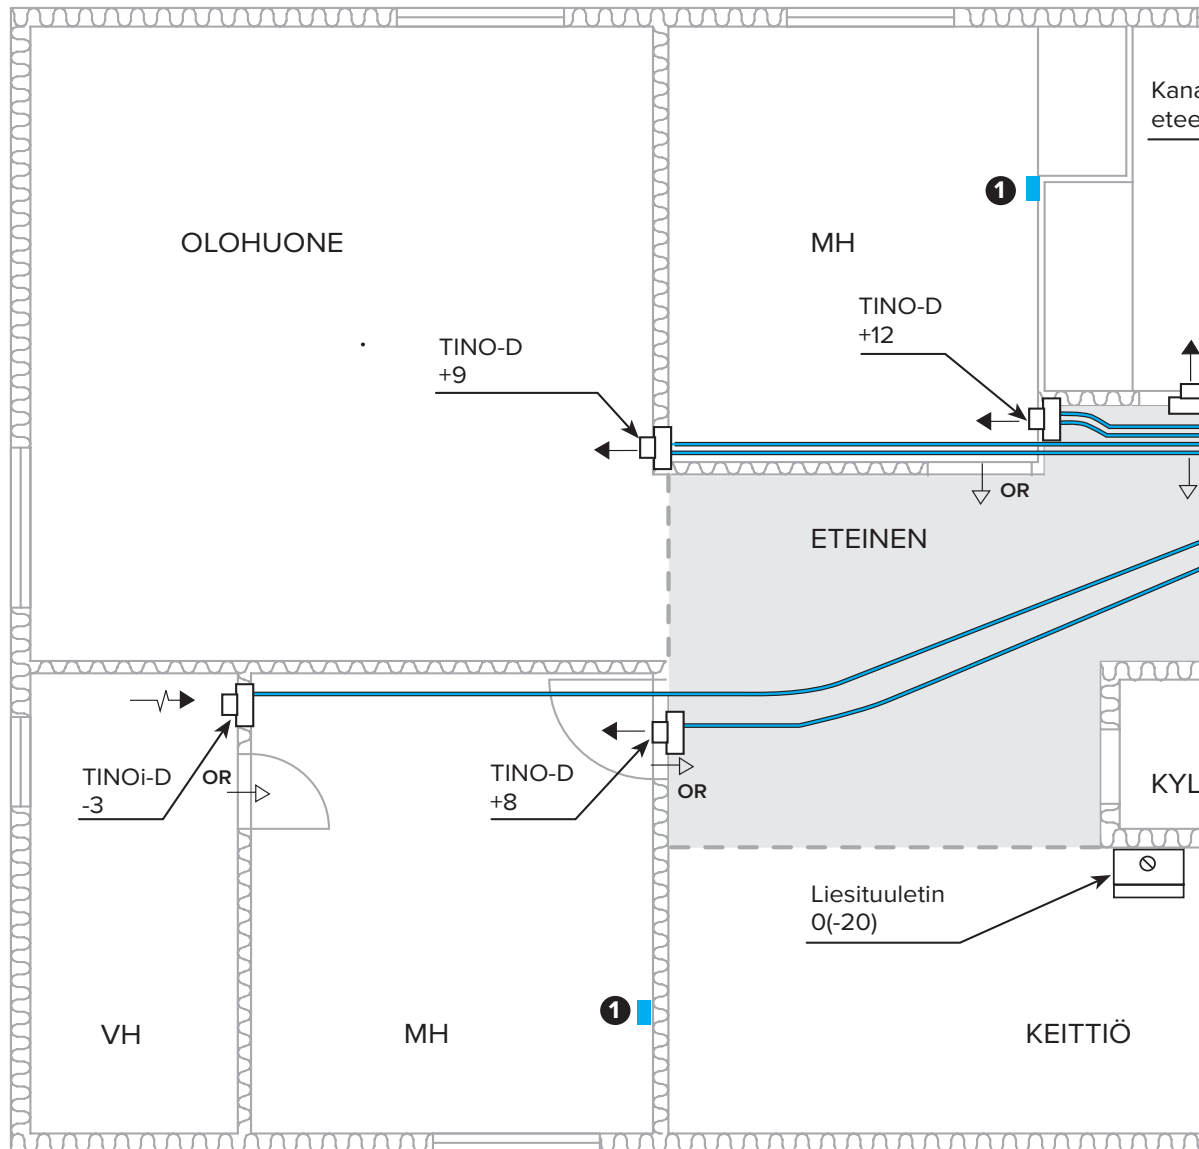 Kana
etee
1
OLOHUONE
MH
TINO-D
+12
TINO-D
+9
OR
ETEINEN
TINOi-D
-3
OR
TINO-D
+8
OR
KYL
Liesituuletin
0(-20)
1
VH
MH
KEITTIÖ